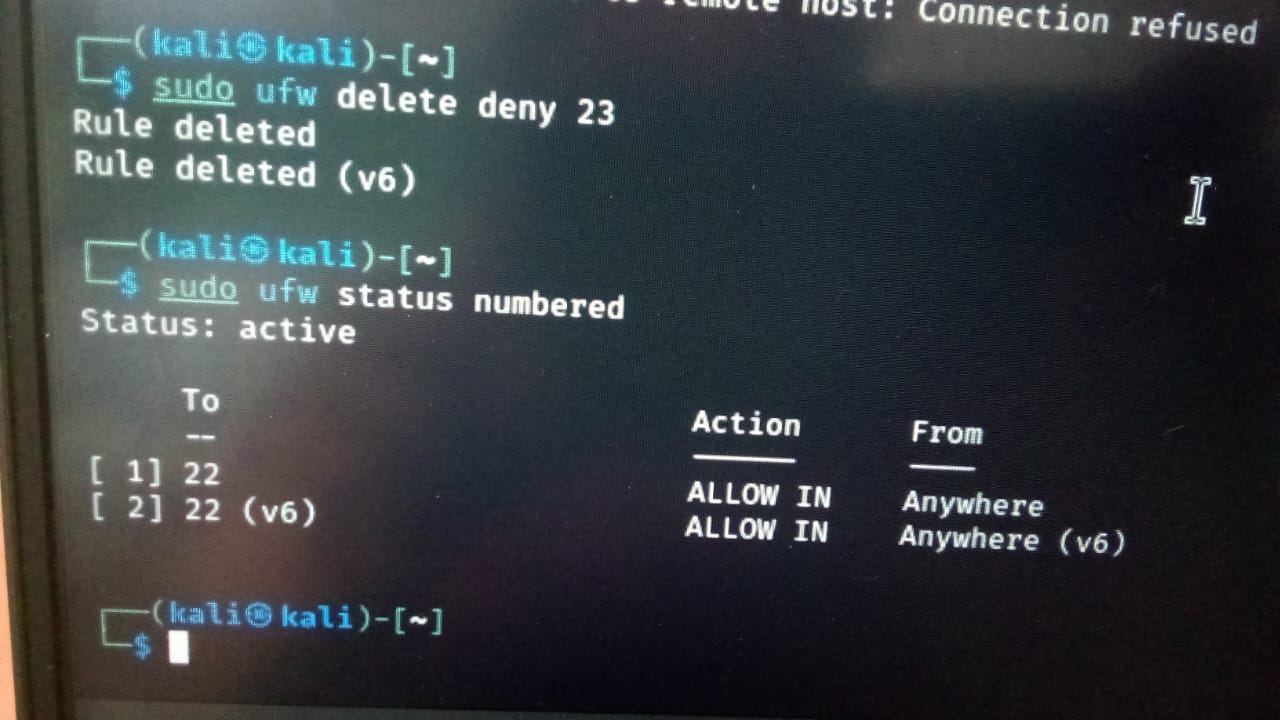 remote host: Connection refused
(kali㉿kali)-[~]
$ sudo ufw delete deny 23
Rule deleted
Rule deleted (v6)
(kali㉿kali)-[~]
$ sudo ufw status numbered
Status: active
To Action From
-- ------ ----
[ 1] 22 ALLOW IN Anywhere
[ 2] 22 (v6) ALLOW IN Anywhere (v6)
(kali㉿kali)-[~]
$